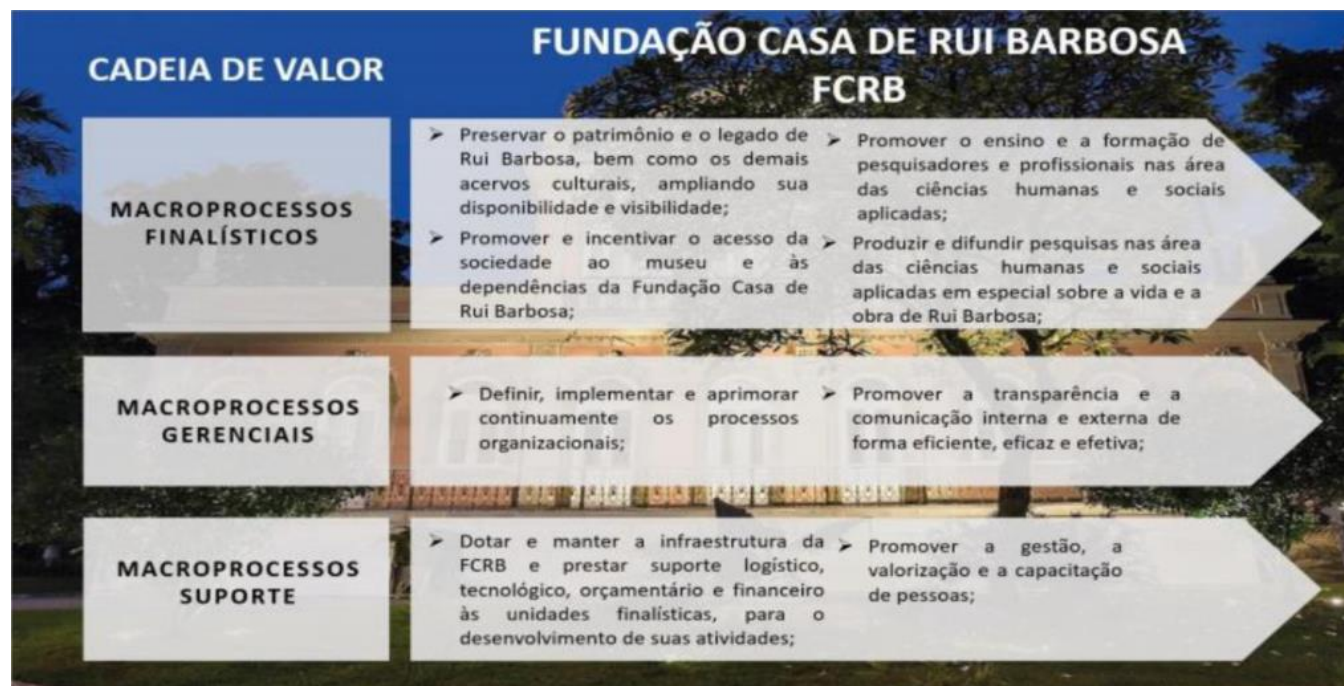 CADEIA DE VALOR
FUNDAÇÃO CASA DE RUI BARBOSA
FCRB
MACROPROCESSOS
FINALÍSTICOS
➤ Preservar o patrimônio e o legado de
Rui Barbosa, bem como os demais
acervos culturais, ampliando sua
disponibilidade e visibilidade;
➤ Promover e incentivar o acesso da
sociedade ao museu e às
dependências da Fundação Casa de
Rui Barbosa;
➤ Promover o ensino e a formação de
pesquisadores e profissionais nas área
das ciências humanas e sociais
aplicadas;
➤ Produzir e difundir pesquisas nas área
das ciências humanas e sociais
aplicadas em especial sobre a vida e a
obra de Rui Barbosa;
MACROPROCESSOS
GERENCIAIS
➤ Definir, implementar e aprimorar
continuamente os processos
organizacionais;
➤ Promover a transparência e a
comunicação interna e externa de
forma eficiente, eficaz e efetiva;
MACROPROCESSOS
SUPORTE
➤ Dotar e manter a infraestrutura da
FCRB e prestar suporte logístico,
tecnológico, orçamentário e financeiro
às unidades finalísticas, para o
desenvolvimento de suas atividades;
➤ Promover a gestão, a
valorização e a capacitação
de pessoas;